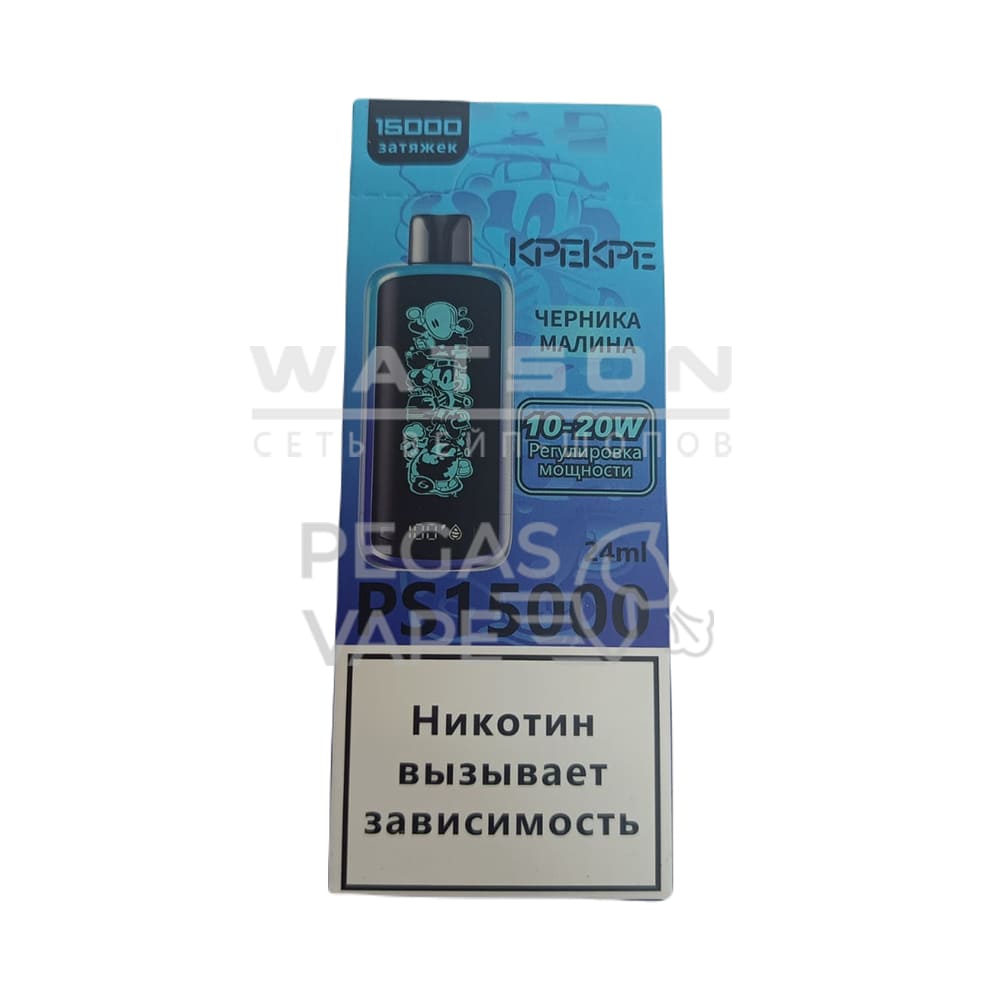 15000
затяжек
КРЕКРЕ
ЧЕРНИКА
МАЛИНА
WATSON
10-20W
СЕТЬ ВЕЙП ШОПОВ
Регулировка
мощности
100%
PEGAS
24ml
PS15000
VAPE
Никотин
вызывает
зависимость